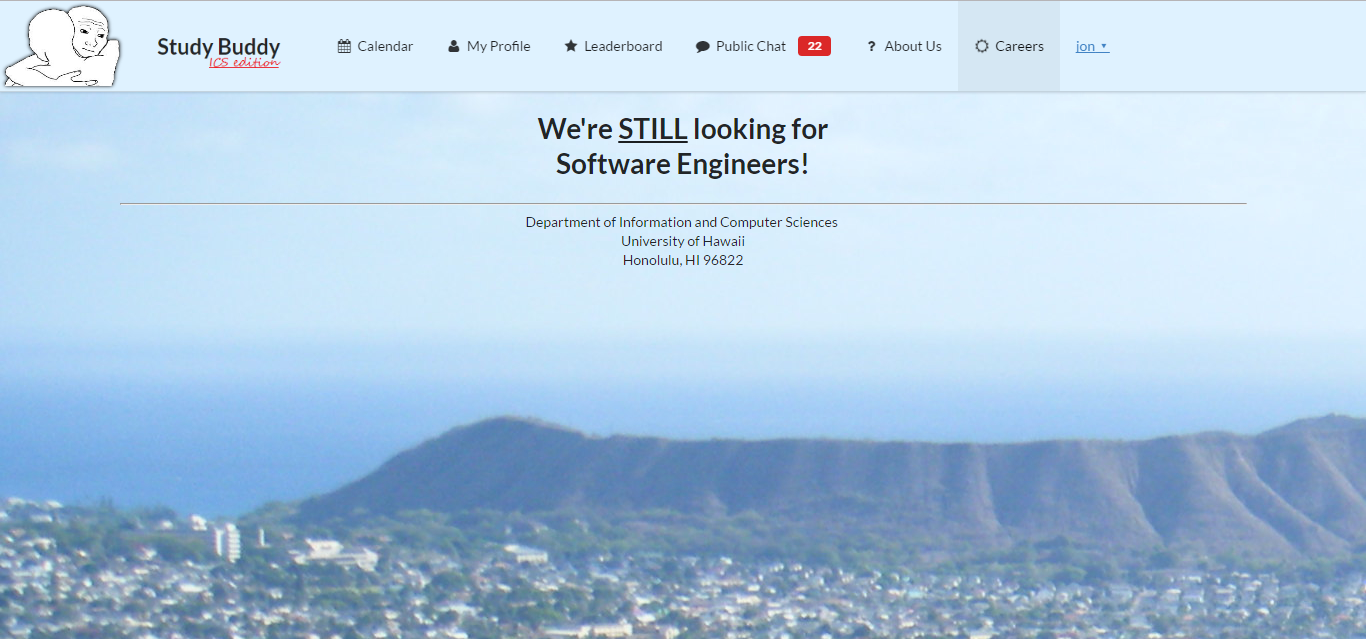 Study Buddy
ICS edition
Calendar
My Profile
Leaderboard
Public Chat 22
? About Us
Careers
jon
We're STILL looking for
Software Engineers!
Department of Information and Computer Sciences
University of Hawaii
Honolulu, HI 96822